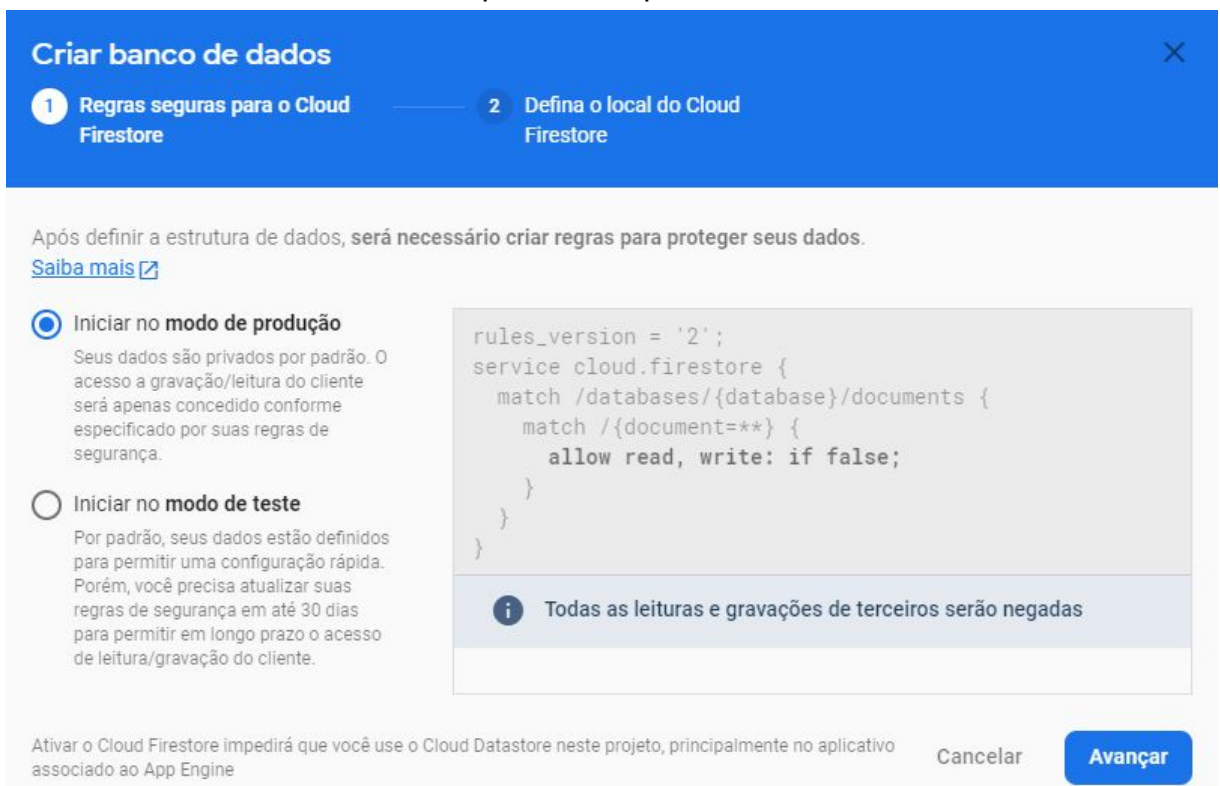 Criar banco de dados
1 Regras seguras para o Cloud
Firestore
2 Defina o local do Cloud
Firestore
Após definir a estrutura de dados, será necessário criar regras para proteger seus dados.
Saiba mais
Iniciar no modo de produção
Seus dados são privados por padrão. O
acesso a gravação/leitura do cliente
será apenas concedido conforme
especificado por suas regras de
segurança.
Iniciar no modo de teste
Por padrão, seus dados estão definidos
para permitir uma configuração rápida.
Porém, você precisa atualizar suas
regras de segurança em até 30 dias
para permitir em longo prazo o acesso
de leitura/gravação do cliente.
rules_version = '2';
service cloud.firestore {
match /databases/{database}/documents {
match /{document=**} {
allow read, write: if false;
}
}
}
Todas as leituras e gravações de terceiros serão negadas
Ativar o Cloud Firestore impedirá que você use o Cloud Datastore neste projeto, principalmente no aplicativo
associado ao App Engine
Cancelar
Avançar